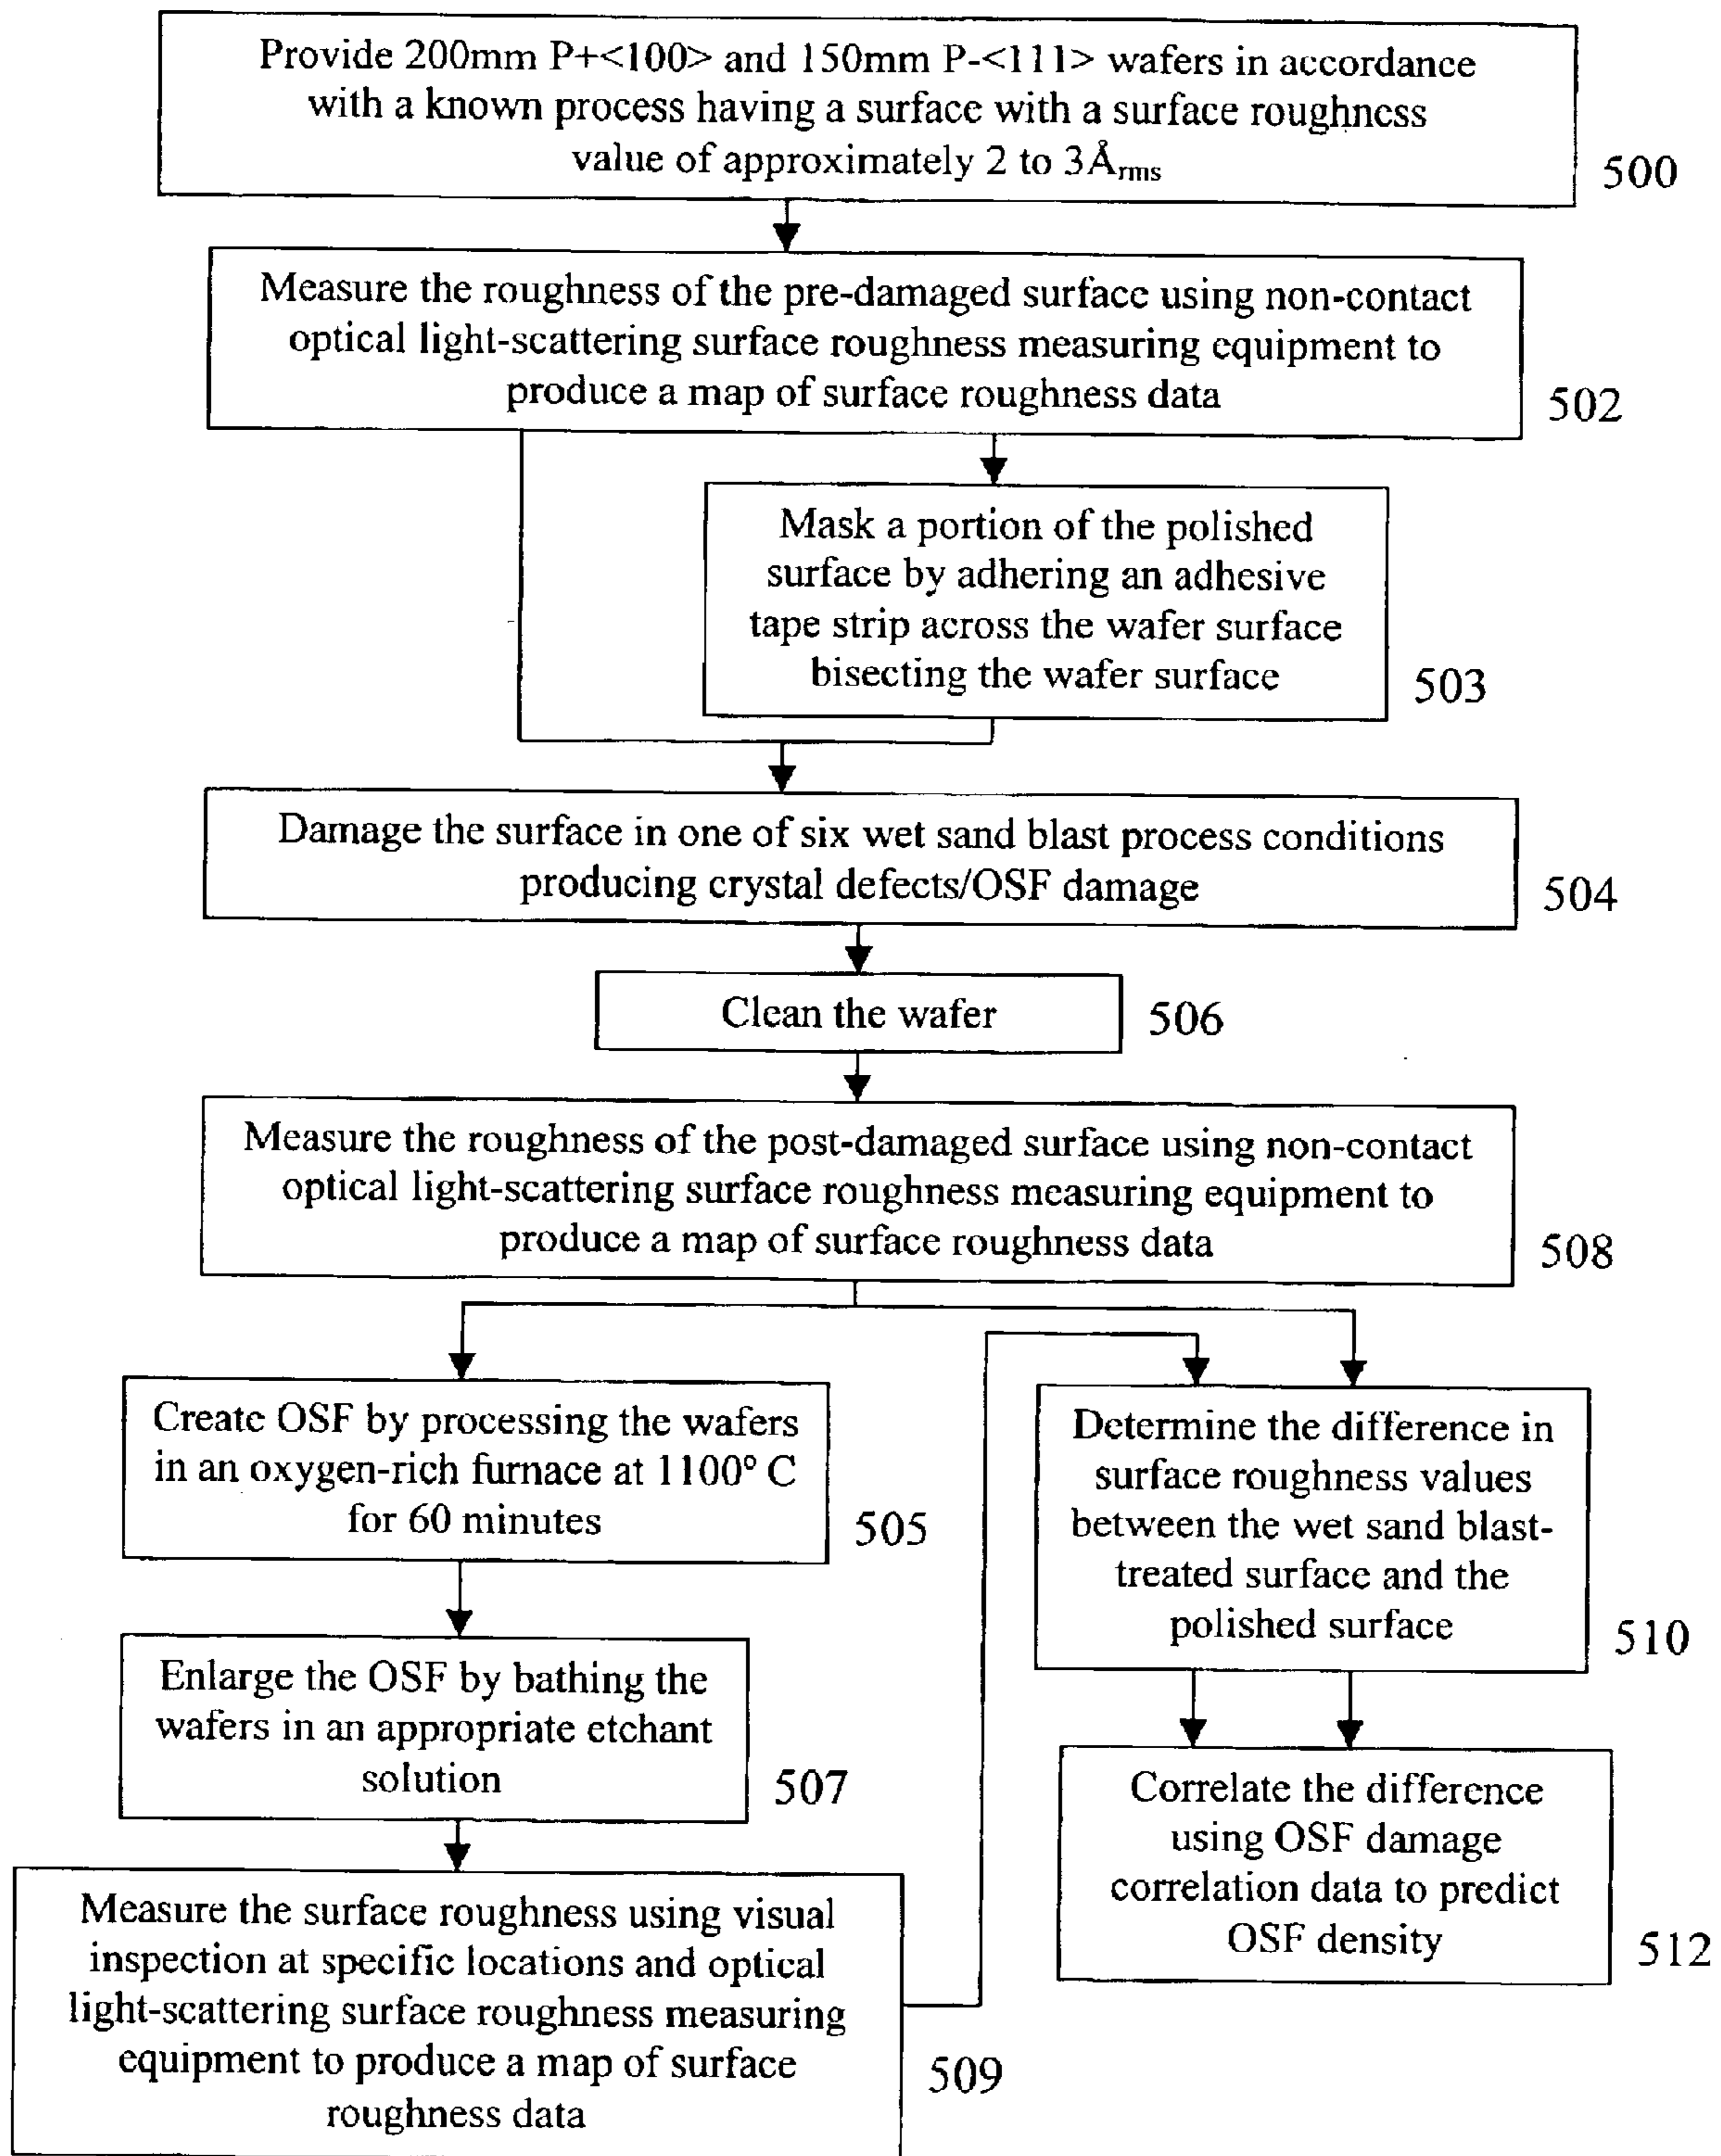 Provide 200mm P+<100> and 150mm P-<111> wafers in accordance
with a known process having a surface with a surface roughness
value of approximately 2 to 3Årms
500
Measure the roughness of the pre-damaged surface using non-contact
optical light-scattering surface roughness measuring equipment to
produce a map of surface roughness data
502
Mask a portion of the polished
surface by adhering an adhesive
tape strip across the wafer surface
bisecting the wafer surface
503
Damage the surface in one of six wet sand blast process conditions
producing crystal defects/OSF damage
504
Clean the wafer
506
Measure the roughness of the post-damaged surface using non-contact
optical light-scattering surface roughness measuring equipment to
produce a map of surface roughness data
508
Create OSF by processing the wafers
in an oxygen-rich furnace at 1100° C
for 60 minutes
505
Enlarge the OSF by bathing the
wafers in an appropriate etchant
solution
507
Measure the surface roughness using visual
inspection at specific locations and optical
light-scattering surface roughness measuring
equipment to produce a map of surface
roughness data
509
Determine the difference in
surface roughness values
between the wet sand blast-
treated surface and the
polished surface
510
Correlate the difference
using OSF damage
correlation data to predict
OSF density
512